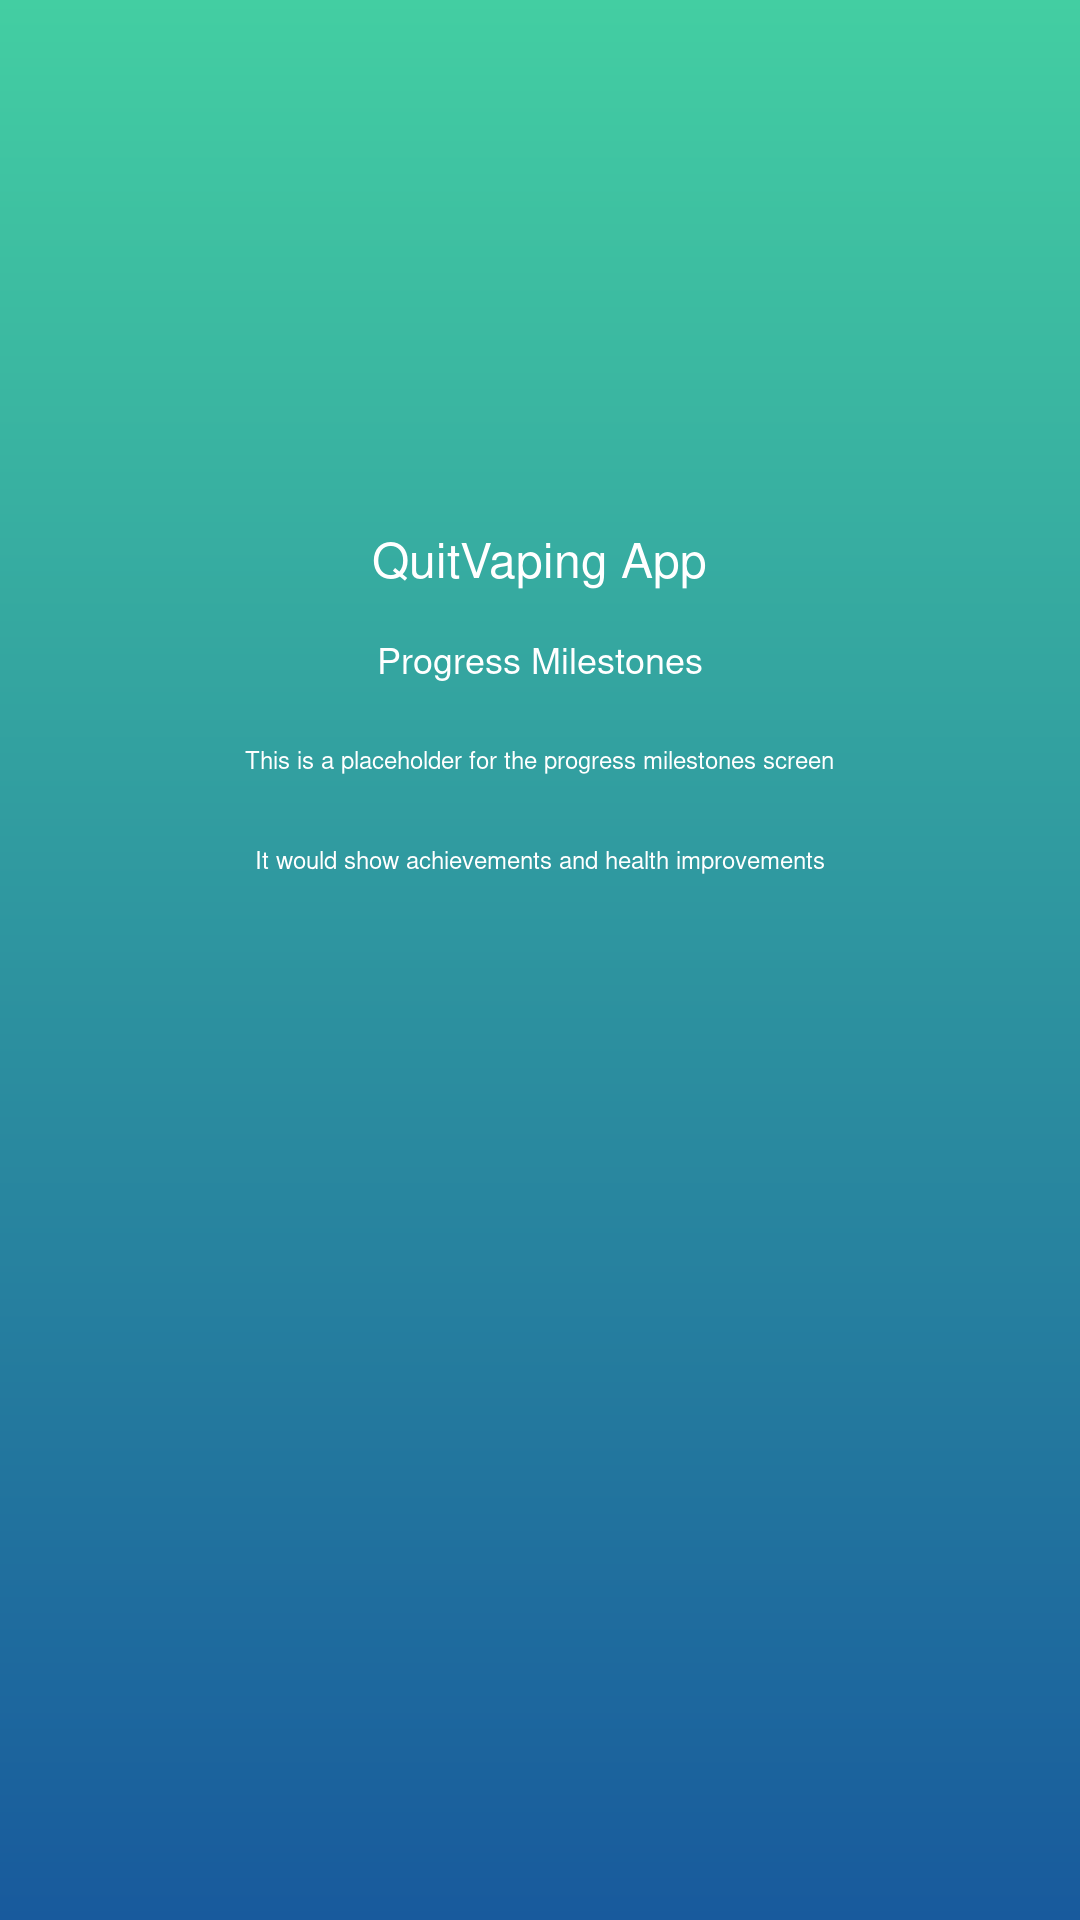 QuitVaping App
Progress Milestones
This is a placeholder for the progress milestones screen
It would show achievements and health improvements